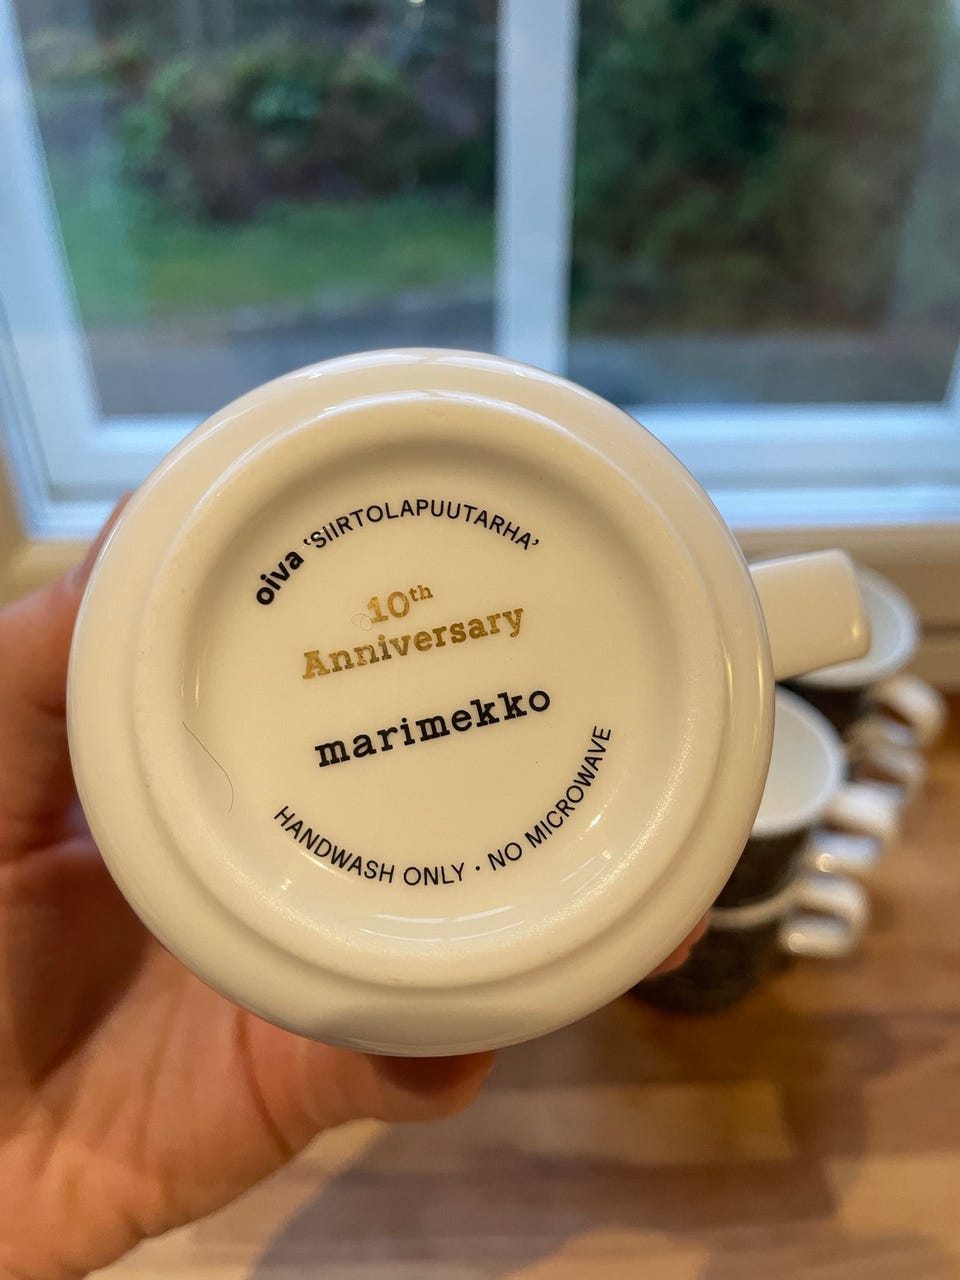 oiva ‘SIIRTOLAPUUTARHA’
10th
Anniversary
marimekko
HANDWASH ONLY · NO MICROWAVE